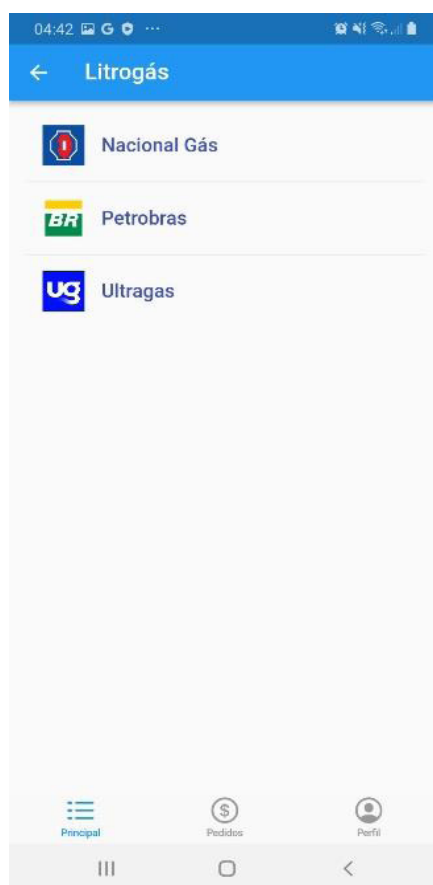 04:42 G ...
Litrogás
Nacional Gás
BR Petrobras
ug Ultragas
$
Principal Pedidos Perfil